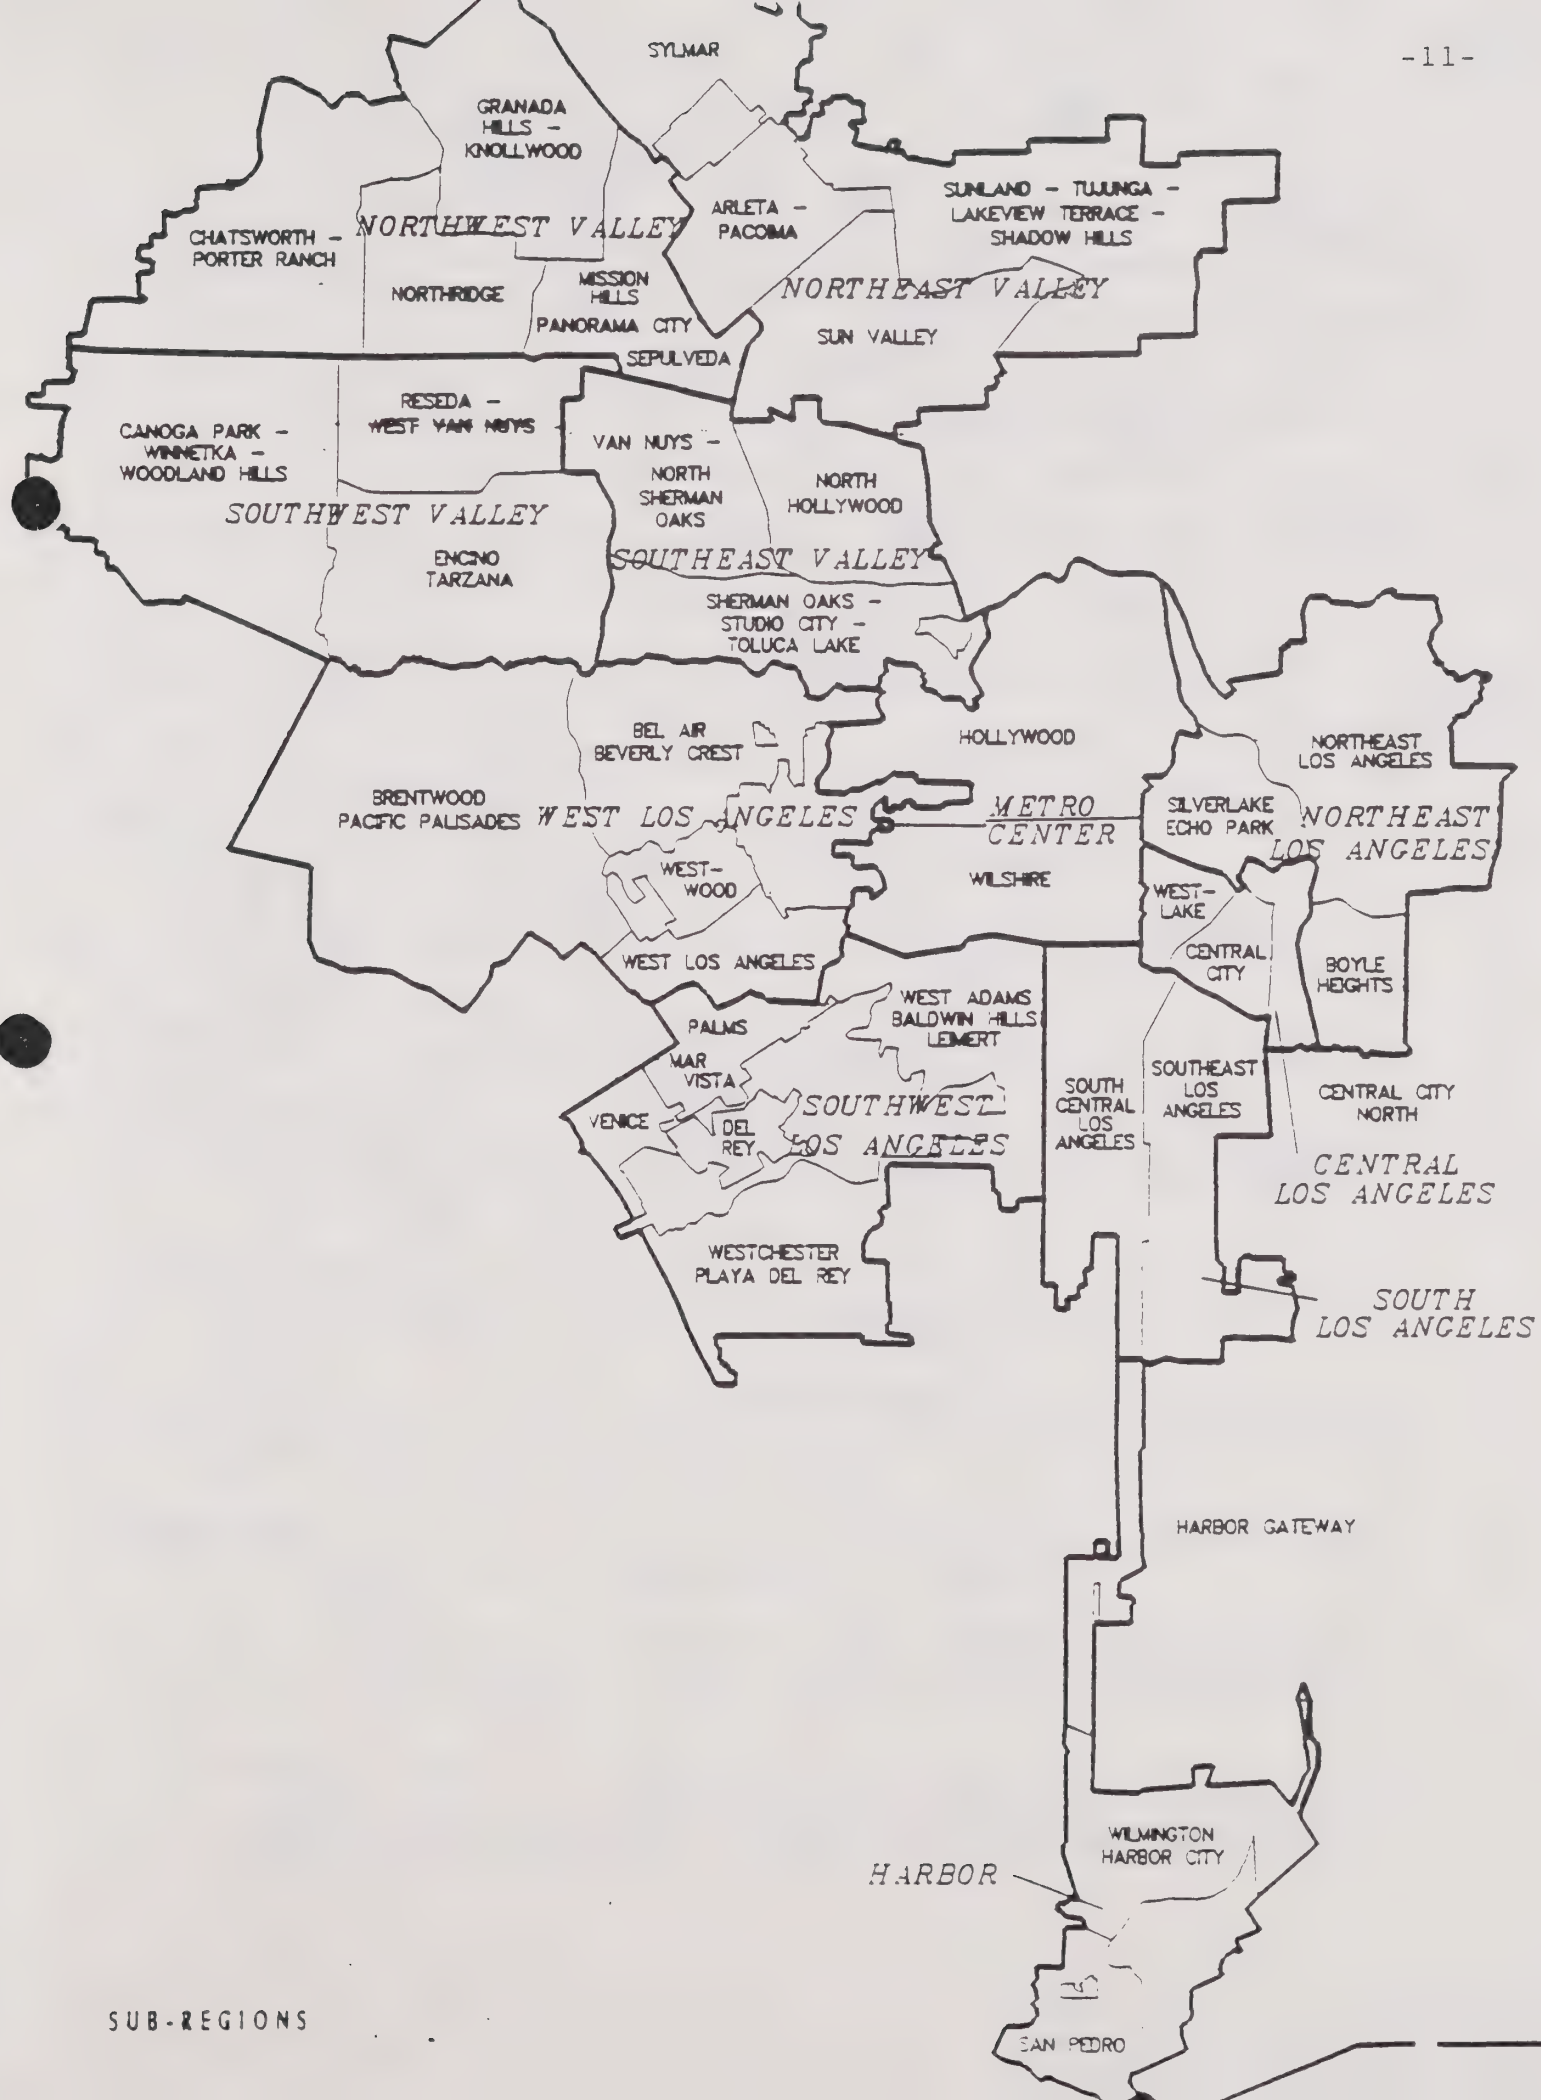 -11-
SYLMAR
GRANADA
HILLS -
KNOLLWOOD
SUNLAND - TUJUNGA -
LAKEVIEW TERRACE -
SHADOW HILLS
ARLETA -
PACOIMA
NORTHWEST VALLEY
CHATSWORTH -
PORTER RANCH
NORTHRIDGE
MISSION
HILLS
PANORAMA CITY
SEPULVEDA
NORTHEAST VALLEY
SUN VALLEY
RESEDA -
WEST VAN NUYS
CANOGA PARK -
WINNETKA -
WOODLAND HILLS
VAN NUYS -
NORTH
SHERMAN
OAKS
NORTH
HOLLYWOOD
SOUTHWEST VALLEY
ENCINO
TARZANA
SOUTHEAST VALLEY
SHERMAN OAKS -
STUDIO CITY -
TOLUCA LAKE
BEL AIR
BEVERLY CREST
HOLLYWOOD
NORTHEAST
LOS ANGELES
BRENTWOOD
PACIFIC PALISADES
WEST LOS ANGELES
METRO
CENTER
SILVERLAKE
ECHO PARK
NORTHEAST
LOS ANGELES
WEST-
WOOD
WILSHIRE
WEST-
LAKE
CENTRAL
CITY
BOYLE
HEIGHTS
WEST LOS ANGELES
WEST ADAMS
BALDWIN HILLS
LEIMERT
PALMS
MAR
VISTA
VENICE
DEL
REY
SOUTHWEST
LOS ANGELES
SOUTH
CENTRAL
LOS
ANGELES
SOUTHEAST
LOS
ANGELES
CENTRAL CITY
NORTH
CENTRAL
LOS ANGELES
WESTCHESTER
PLAYA DEL REY
SOUTH
LOS ANGELES
HARBOR GATEWAY
WILMINGTON
HARBOR CITY
HARBOR
SAN PEDRO
SUB-REGIONS